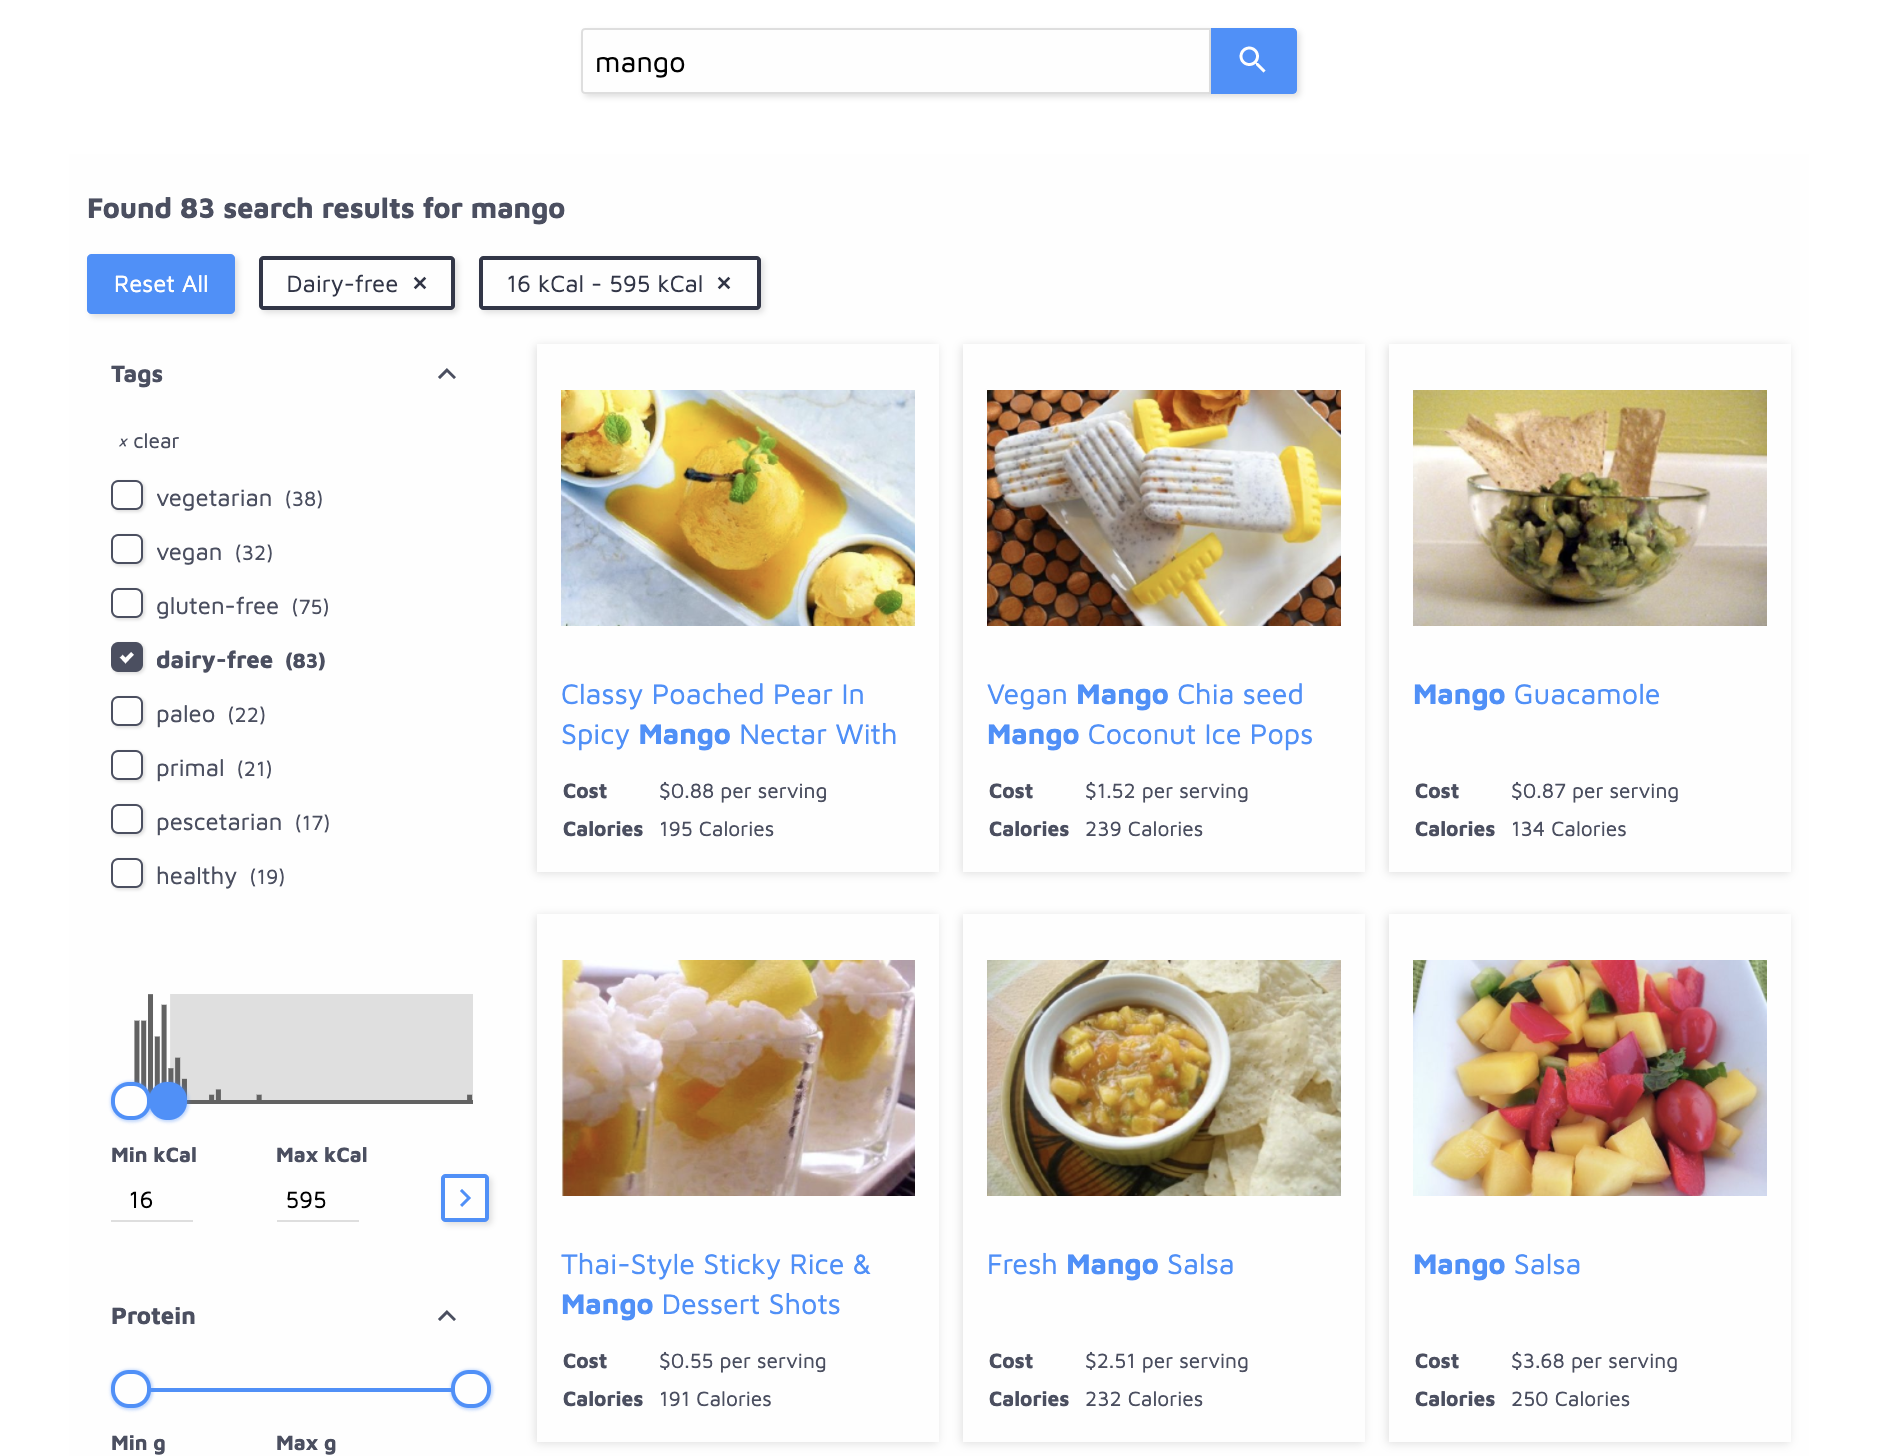 mango
Found 83 search results for mango
Reset All
Dairy-free ×
16 kCal - 595 kCal ×
Tags
x clear
vegetarian (38)
vegan (32)
gluten-free (75)
dairy-free (83)
paleo (22)
primal (21)
pescetarian (17)
healthy (19)
Min kCal Max kCal
16 595
Protein
Min g Max g
Classy Poached Pear In
Spicy Mango Nectar With
Cost $0.88 per serving
Calories 195 Calories
Vegan Mango Chia seed
Mango Coconut Ice Pops
Cost $1.52 per serving
Calories 239 Calories
Mango Guacamole
Cost $0.87 per serving
Calories 134 Calories
Thai-Style Sticky Rice &
Mango Dessert Shots
Cost $0.55 per serving
Calories 191 Calories
Fresh Mango Salsa
Cost $2.51 per serving
Calories 232 Calories
Mango Salsa
Cost $3.68 per serving
Calories 250 Calories